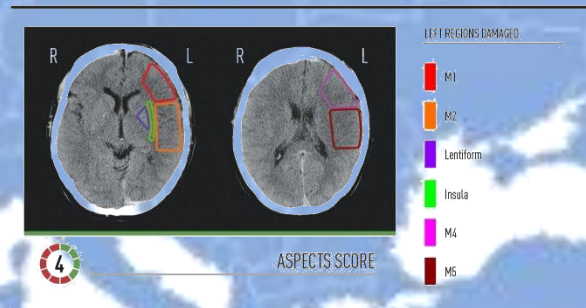 R L R L
LEFT REGIONS DAMAGED
M1
M2
Lentiform
Insula
M4
M5
4 ASPECTS SCORE